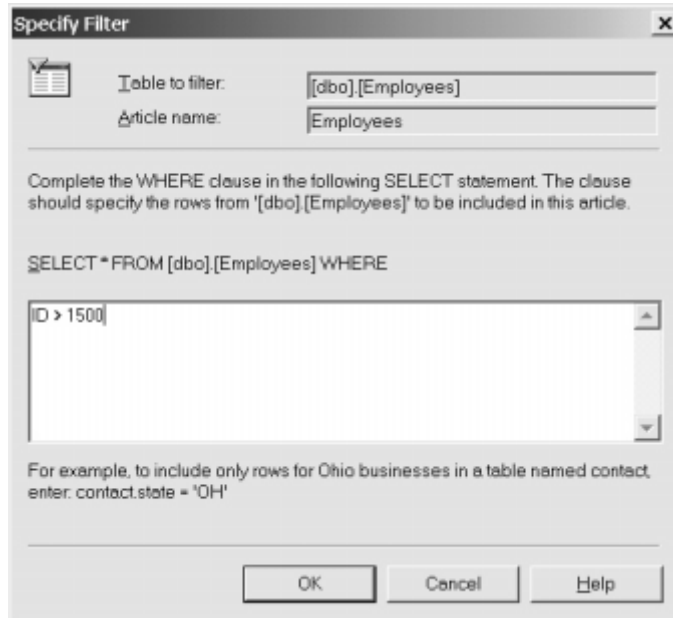 Specify Filter
Table to filter: [dbo].[Employees]
Article name: Employees
Complete the WHERE clause in the following SELECT statement. The clause
should specify the rows from '[dbo].[Employees]' to be included in this article.
SELECT * FROM [dbo].[Employees] WHERE
ID > 1500
For example, to include only rows for Ohio businesses in a table named contact,
enter: contact.state = 'OH'
OK Cancel Help